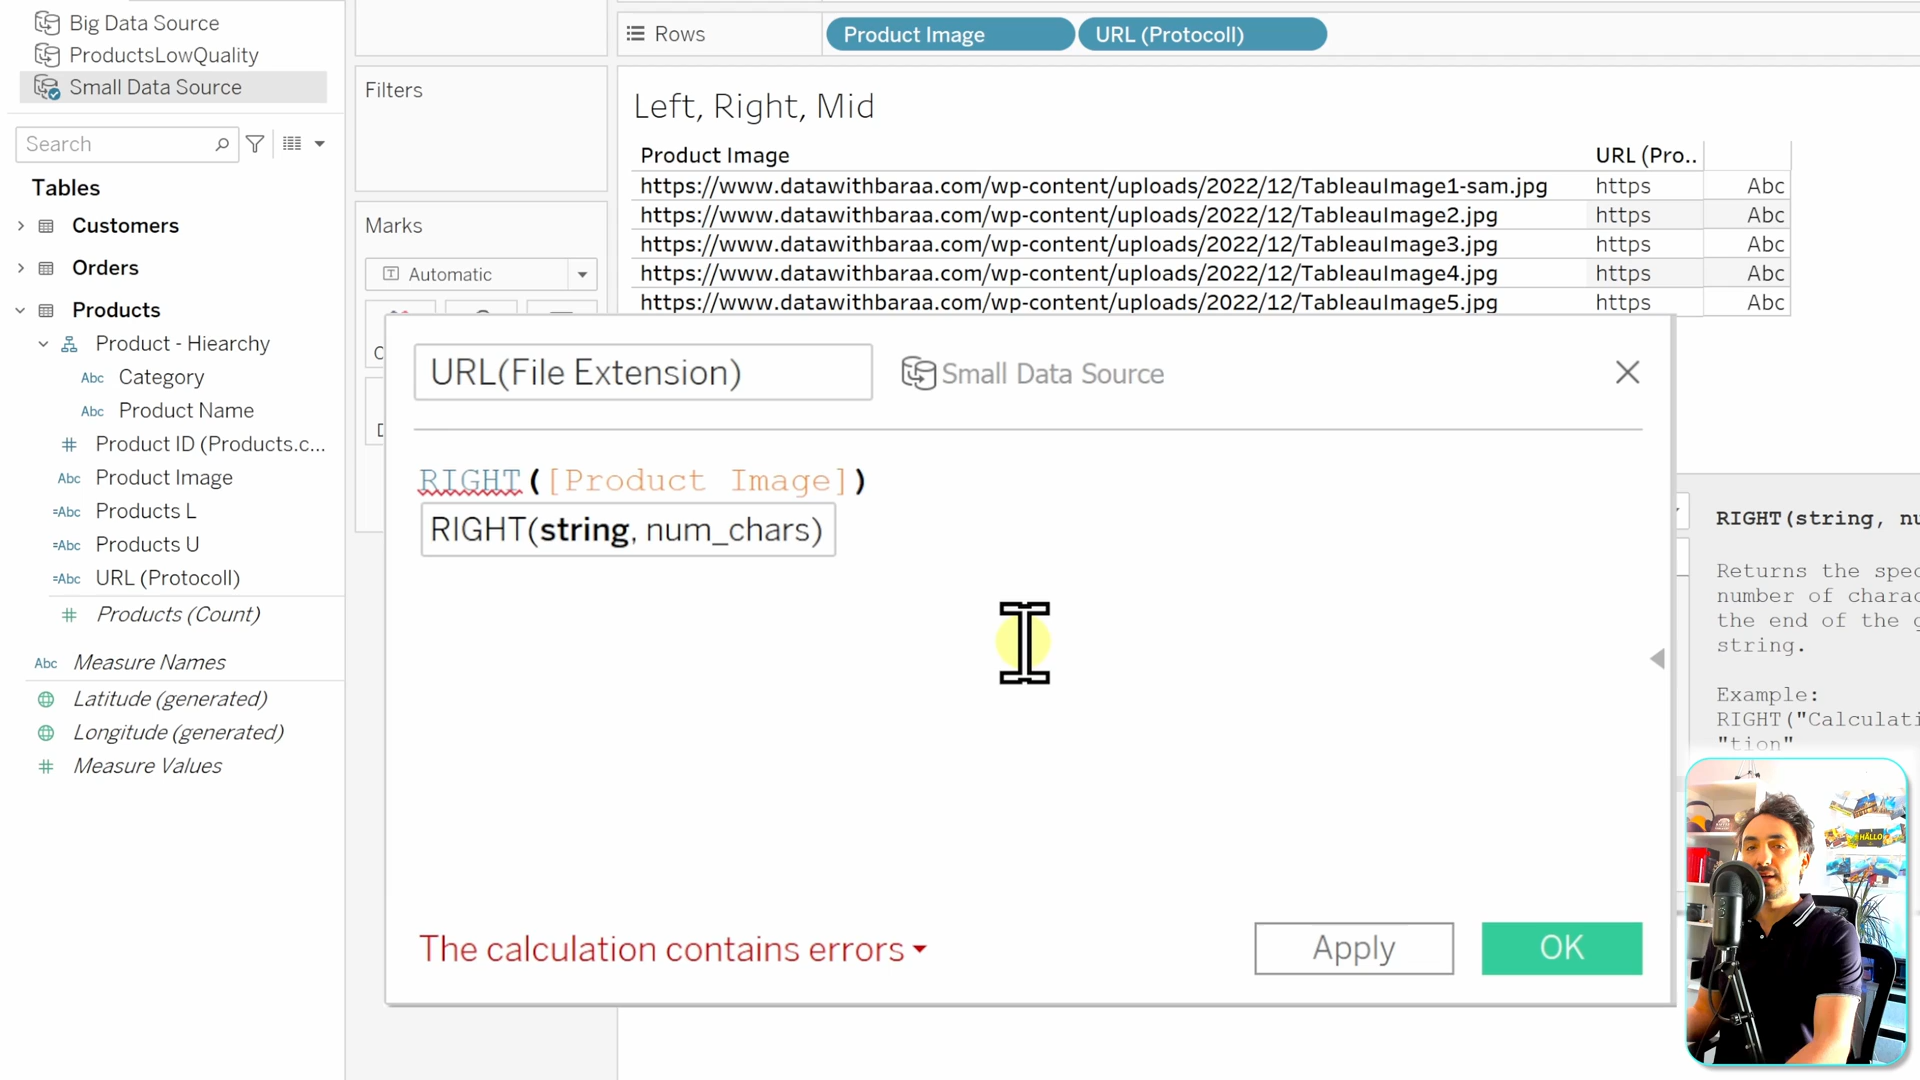 Big Data Source
ProductsLowQuality
Small Data Source
Search
Tables
Customers
Orders
Products
Product - Hiearchy
Abc Category
Abc Product Name
Product ID (Products.c...
Abc Product Image
=Abc Products L
=Abc Products U
=Abc URL (Protocoll)
Products (Count)
Abc Measure Names
Latitude (generated)
Longitude (generated)
Measure Values
Filters
Marks
Automatic
Rows Product Image URL (Protocoll)
Left, Right, Mid
Product Image URL (Pro..
https://www.datawithbaraa.com/wp-content/uploads/2022/12/TableauImage1-sam.jpg https Abc
https://www.datawithbaraa.com/wp-content/uploads/2022/12/TableauImage2.jpg https Abc
https://www.datawithbaraa.com/wp-content/uploads/2022/12/TableauImage3.jpg https Abc
https://www.datawithbaraa.com/wp-content/uploads/2022/12/TableauImage4.jpg https Abc
https://www.datawithbaraa.com/wp-content/uploads/2022/12/TableauImage5.jpg https Abc
URL(File Extension) Small Data Source
RIGHT([Product Image])
RIGHT(string, num_chars)
The calculation contains errors
Apply OK
RIGHT(string, nu
Returns the spec
number of charac
the end of the g
string.
Example:
RIGHT("Calculati
"tion"
HALLO